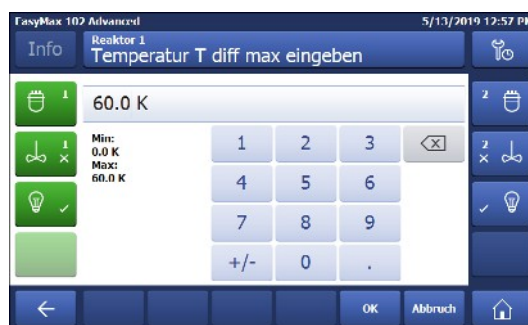 EasyMax 102 Advanced 5/13/2019 12:57 PM
Info
Reaktor 1
Temperatur T diff max eingeben
1
60.0 K
2
Min:
0.0 K
Max:
60.0 K
1 2 3
1
2
4 5 6
7 8 9
+/- 0 .
OK Abbruch